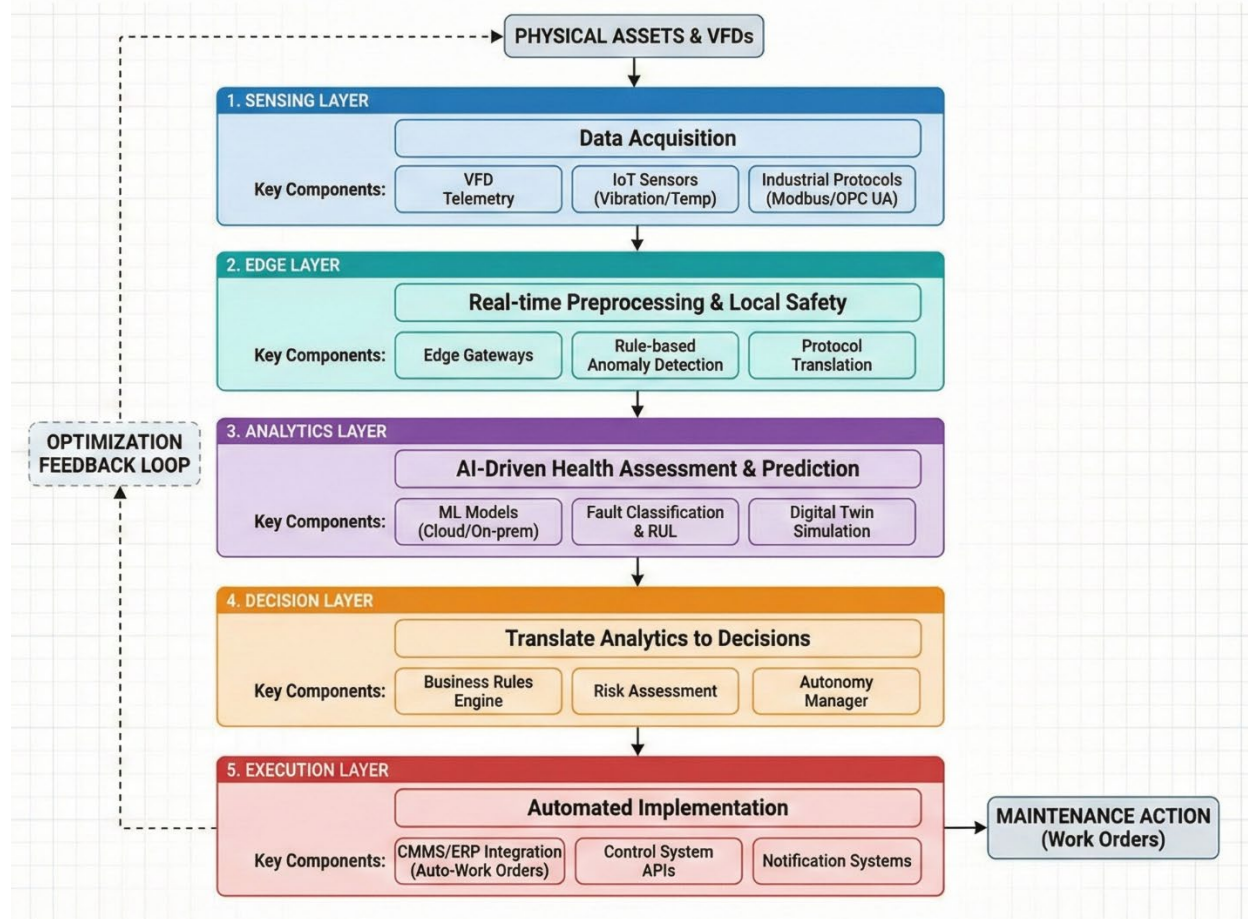 PHYSICAL ASSETS & VFDs
1. SENSING LAYER
Data Acquisition
Key Components:
VFD
Telemetry
IoT Sensors
(Vibration/Temp)
Industrial Protocols
(Modbus/OPC UA)
2. EDGE LAYER
Real-time Preprocessing & Local Safety
Key Components:
Edge Gateways
Rule-based
Anomaly Detection
Protocol
Translation
OPTIMIZATION
FEEDBACK LOOP
3. ANALYTICS LAYER
AI-Driven Health Assessment & Prediction
Key Components:
ML Models
(Cloud/On-prem)
Fault Classification
& RUL
Digital Twin
Simulation
4. DECISION LAYER
Translate Analytics to Decisions
Key Components:
Business Rules
Engine
Risk Assessment
Autonomy
Manager
5. EXECUTION LAYER
Automated Implementation
Key Components:
CMMS/ERP Integration
(Auto-Work Orders)
Control System
APIs
Notification Systems
MAINTENANCE ACTION
(Work Orders)